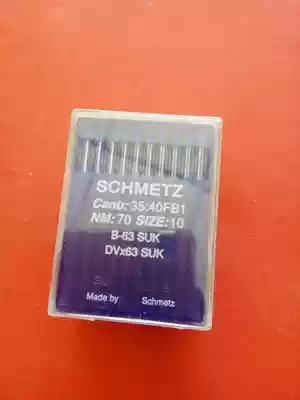 SCHMETZ
Canu:35:40FB1
NM:70 SIZE:10
B-63 SUK
DVx63 SUK
Made by Schmetz